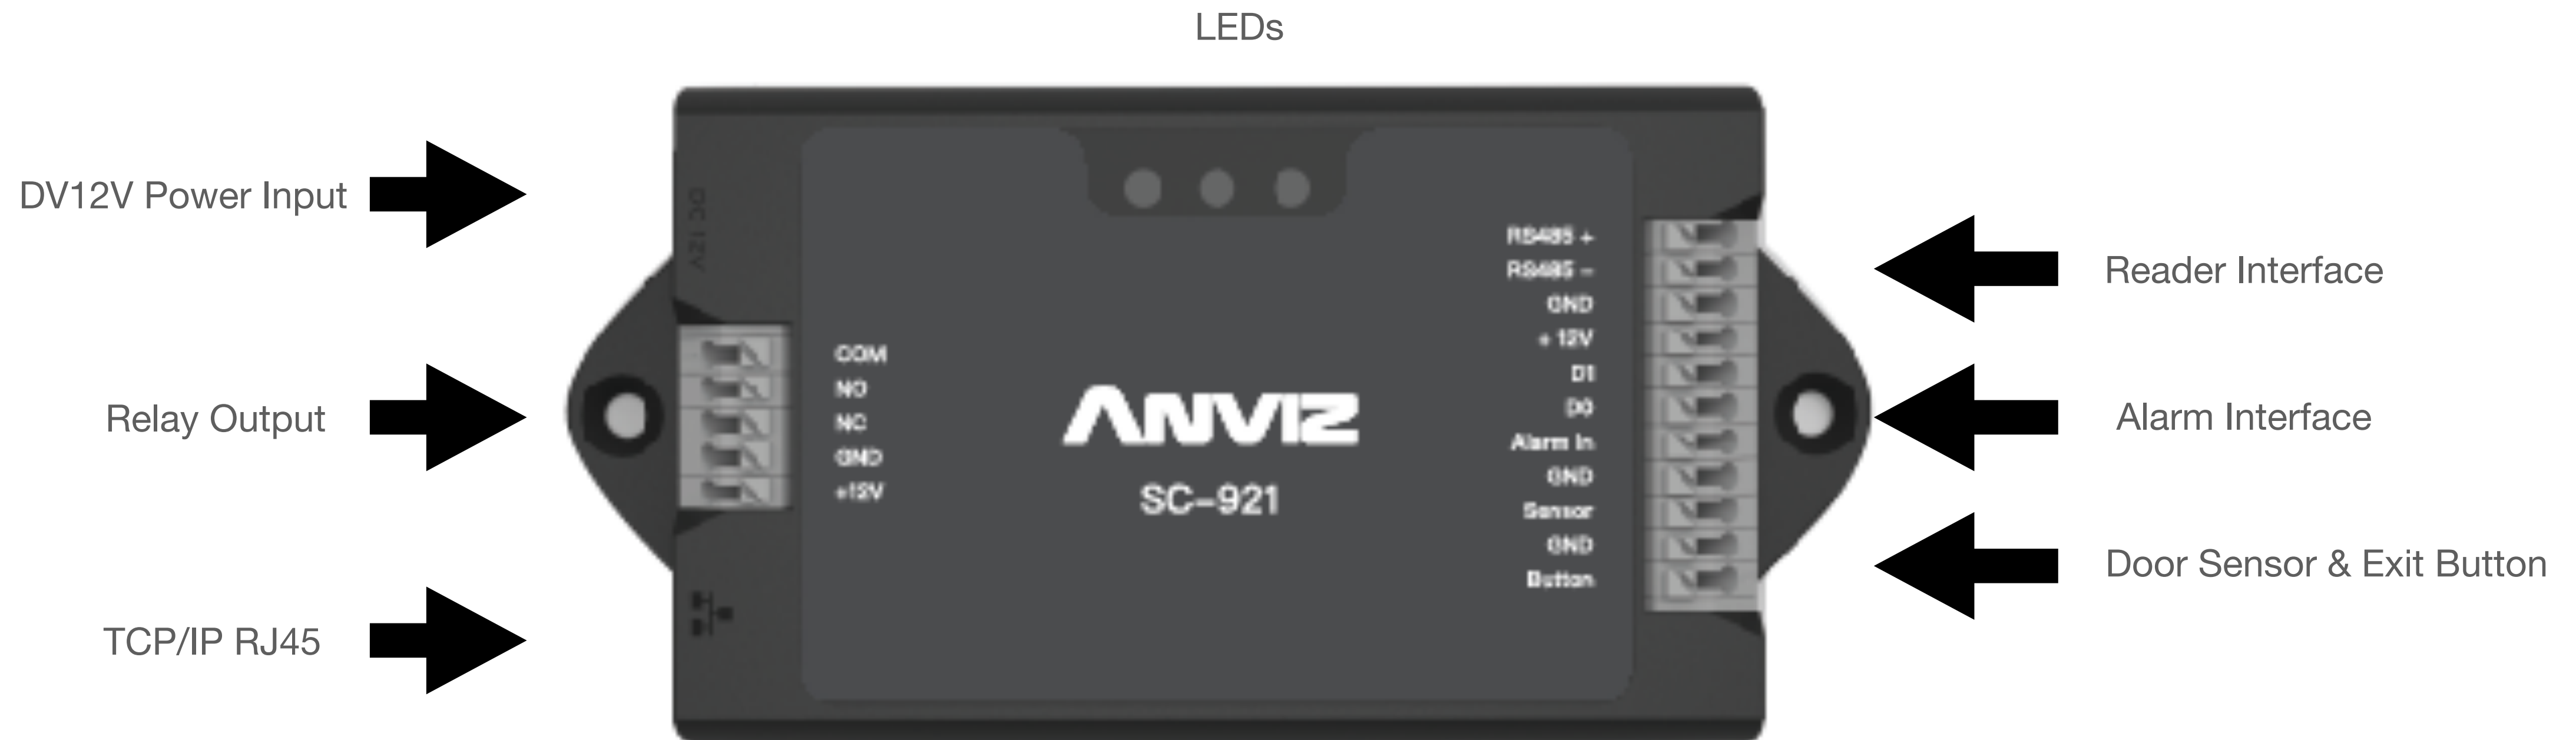 LEDs
DV12V Power Input
Relay Output
TCP/IP RJ45
DC 12V
COM
NO
NC
GND
+12V
ANVIZ
SC-921
RS485 +
RS485 -
GND
+ 12V
D1
D0
Alarm In
GND
Sensor
GND
Button
Reader Interface
Alarm Interface
Door Sensor & Exit Button